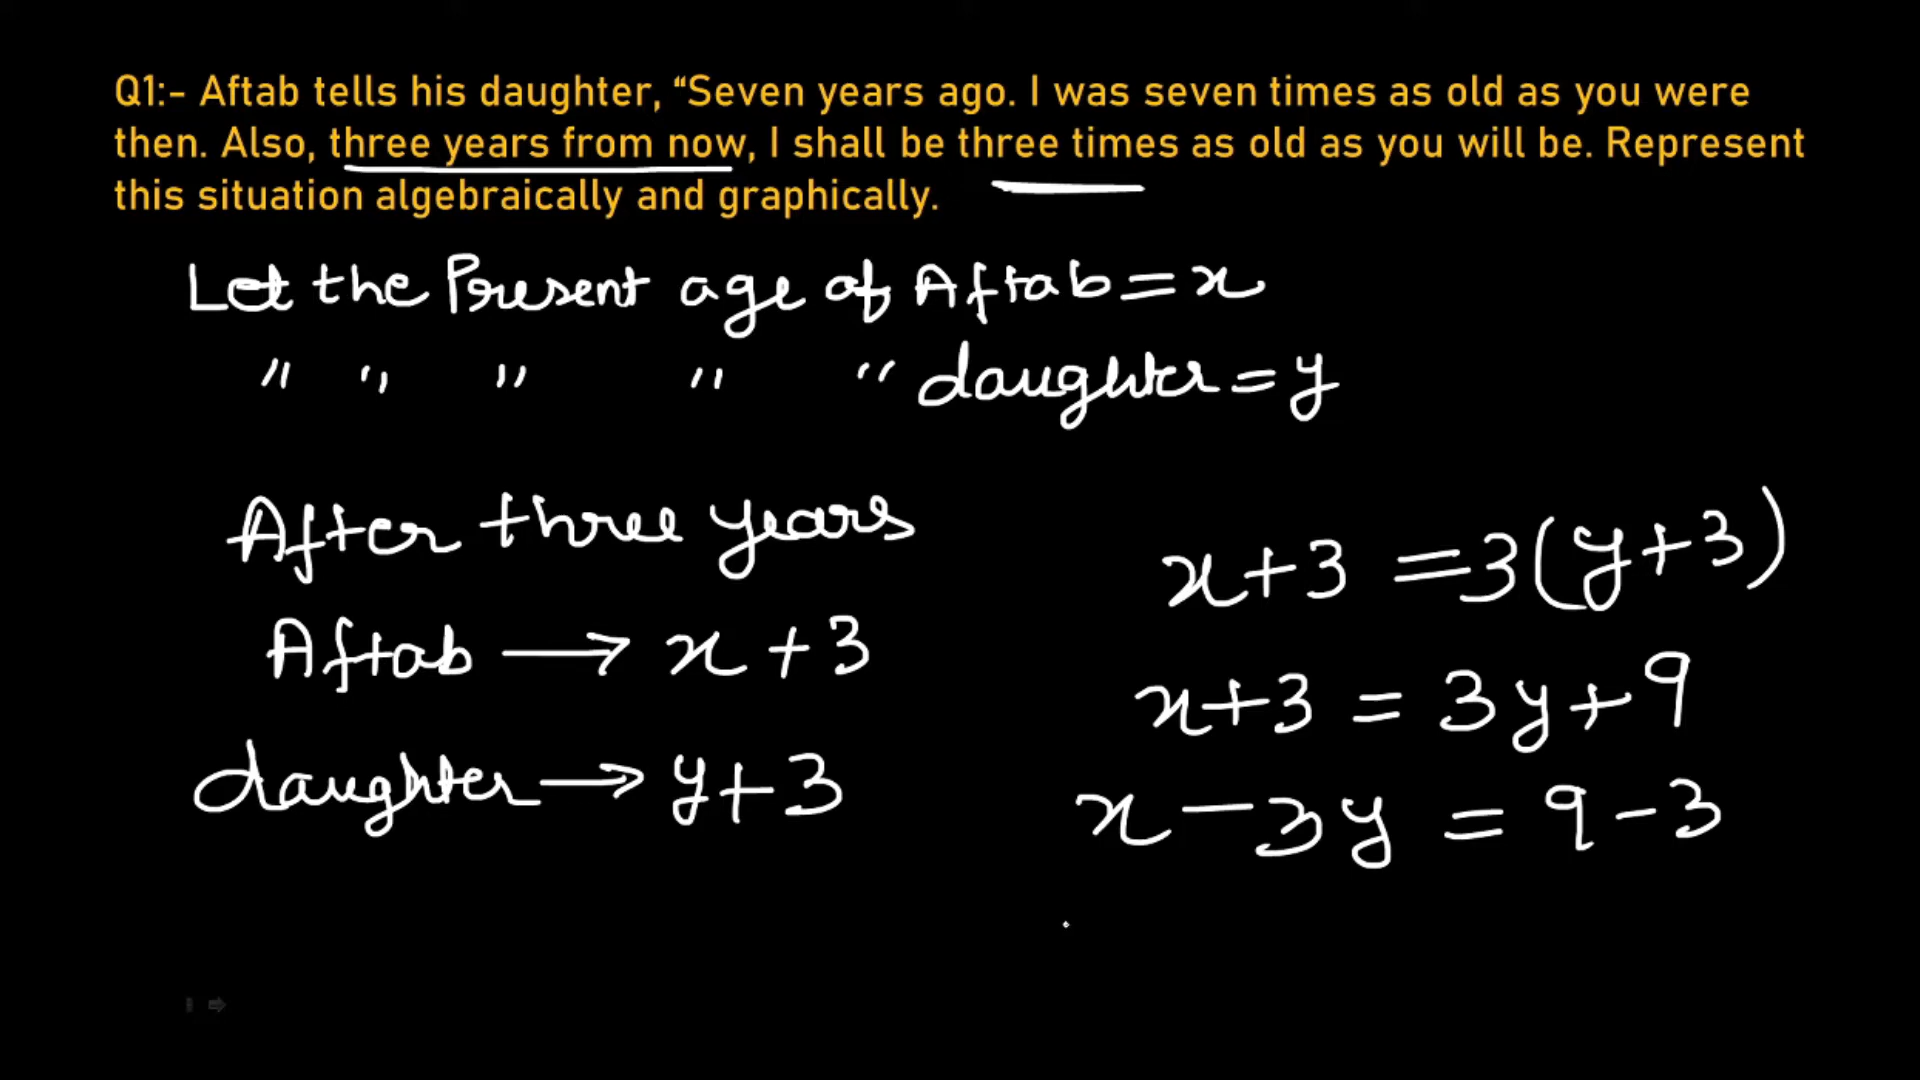 Q1:- Aftab tells his daughter, “Seven years ago. I was seven times as old as you were
then. Also, three years from now, I shall be three times as old as you will be. Represent
this situation algebraically and graphically.
Let the Present age of Aftab = x
" " " " " daughter = y
After three years
Aftab → x + 3
daughter → y + 3
x + 3 = 3(y + 3)
x + 3 = 3y + 9
x - 3y = 9 - 3